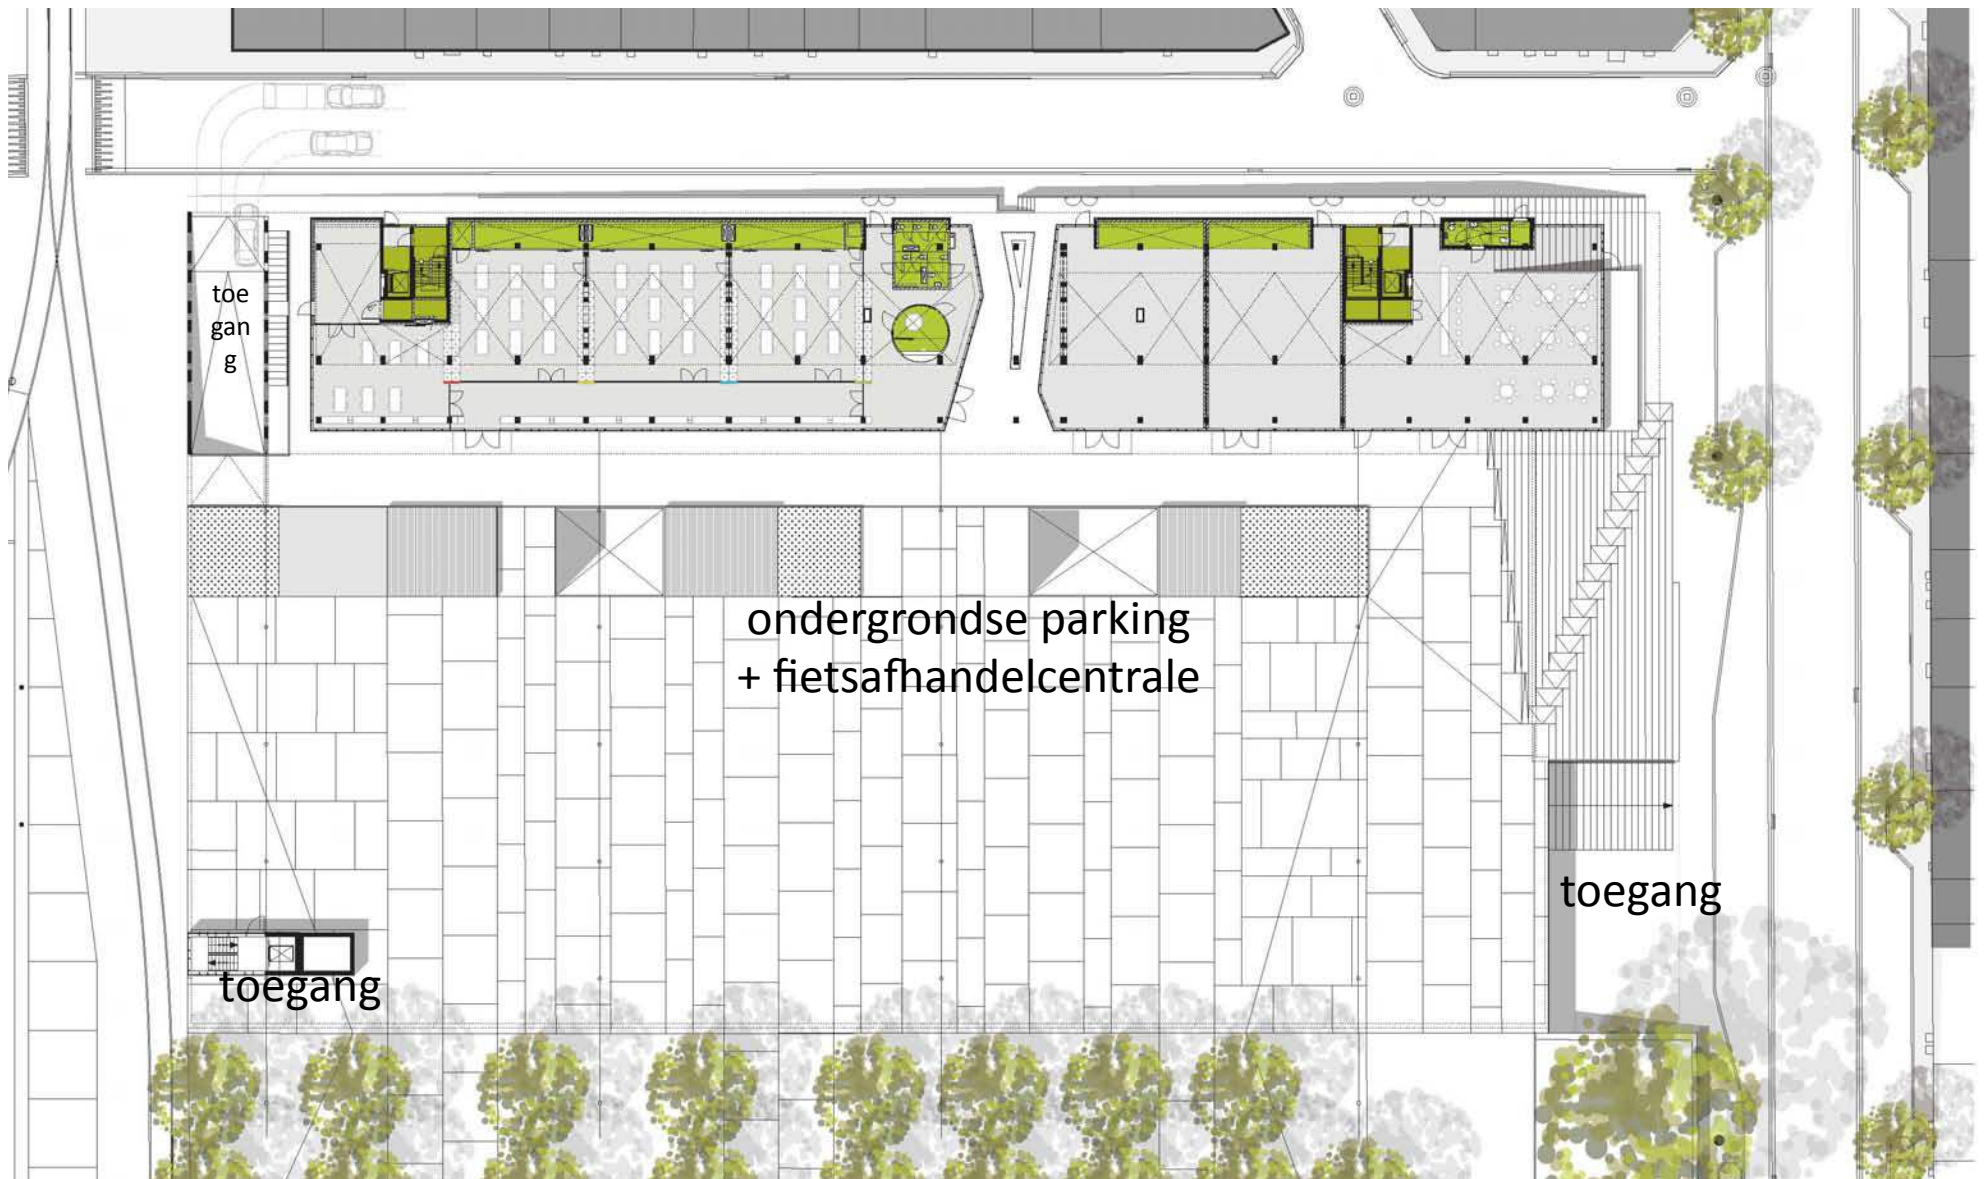 toe
gan
g
ondergrondse parking
+ fietsafhandelcentrale
toegang
toegang